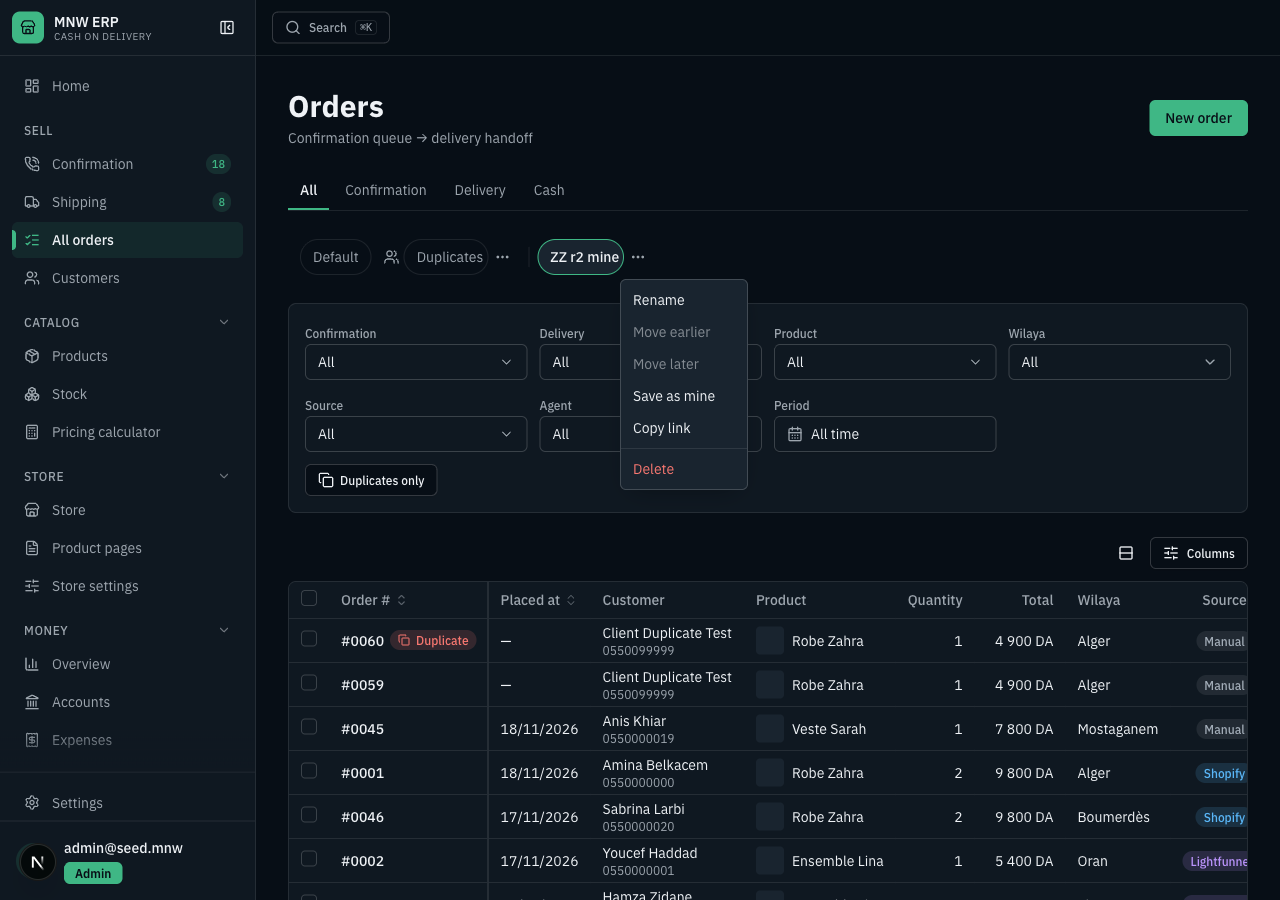 MNW ERP
CASH ON DELIVERY
Search ⌘K
Home
SELL
Confirmation 18
Shipping 8
All orders
Customers
CATALOG
Products
Stock
Pricing calculator
STORE
Store
Product pages
Store settings
MONEY
Overview
Accounts
Expenses
Settings
N
admin@seed.mnw
Admin
Orders
Confirmation queue → delivery handoff
New order
All Confirmation Delivery Cash
Default Duplicates ZZ r2 mine
Rename
Move earlier
Move later
Save as mine
Copy link
Delete
Confirmation Delivery Product Wilaya
All All All All
Source Agent Period
All All All time
Duplicates only
Columns
Order # Placed at Customer Product Quantity Total Wilaya Source
#0060 Duplicate — Client Duplicate Test Robe Zahra 1 4 900 DA Alger Manual
0550099999
#0059 — Client Duplicate Test Robe Zahra 1 4 900 DA Alger Manual
0550099999
#0045 18/11/2026 Anis Khiar Veste Sarah 1 7 800 DA Mostaganem Manual
0550000019
#0001 18/11/2026 Amina Belkacem Robe Zahra 2 9 800 DA Alger Shopify
0550000000
#0046 17/11/2026 Sabrina Larbi Robe Zahra 2 9 800 DA Boumerdès Shopify
0550000020
#0002 17/11/2026 Youcef Haddad Ensemble Lina 1 5 400 DA Oran Lightfunne
0550000001
Hamza Zidane